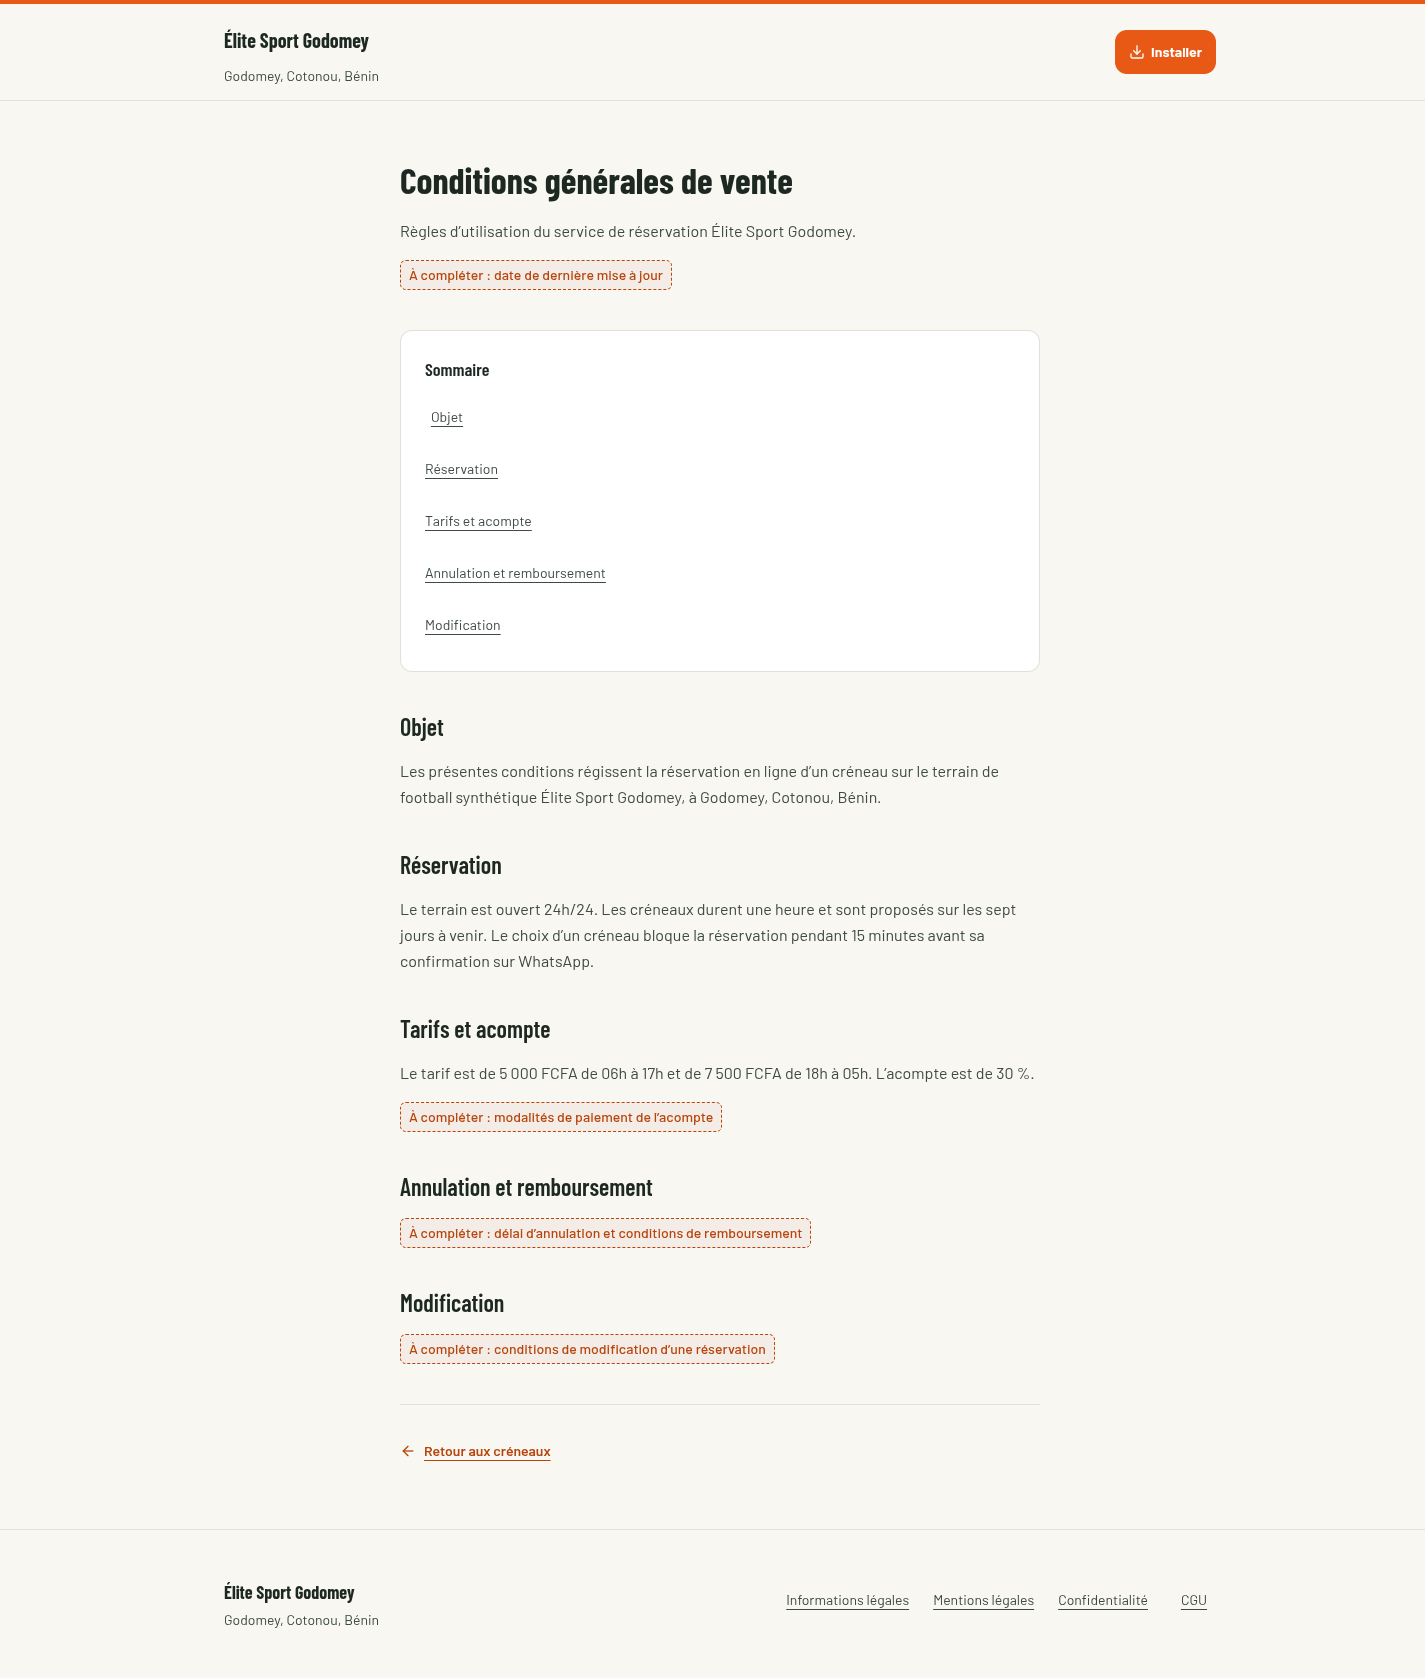 Élite Sport Godomey
Godomey, Cotonou, Bénin
Installer
Conditions générales de vente
Règles d’utilisation du service de réservation Élite Sport Godomey.
À compléter : date de dernière mise à jour
Sommaire
Objet
Réservation
Tarifs et acompte
Annulation et remboursement
Modification
Objet
Les présentes conditions régissent la réservation en ligne d’un créneau sur le terrain de
football synthétique Élite Sport Godomey, à Godomey, Cotonou, Bénin.
Réservation
Le terrain est ouvert 24h/24. Les créneaux durent une heure et sont proposés sur les sept
jours à venir. Le choix d’un créneau bloque la réservation pendant 15 minutes avant sa
confirmation sur WhatsApp.
Tarifs et acompte
Le tarif est de 5 000 FCFA de 06h à 17h et de 7 500 FCFA de 18h à 05h. L’acompte est de 30 %.
À compléter : modalités de paiement de l’acompte
Annulation et remboursement
À compléter : délai d’annulation et conditions de remboursement
Modification
À compléter : conditions de modification d’une réservation
Retour aux créneaux
Élite Sport Godomey
Godomey, Cotonou, Bénin
Informations légales Mentions légales Confidentialité CGU